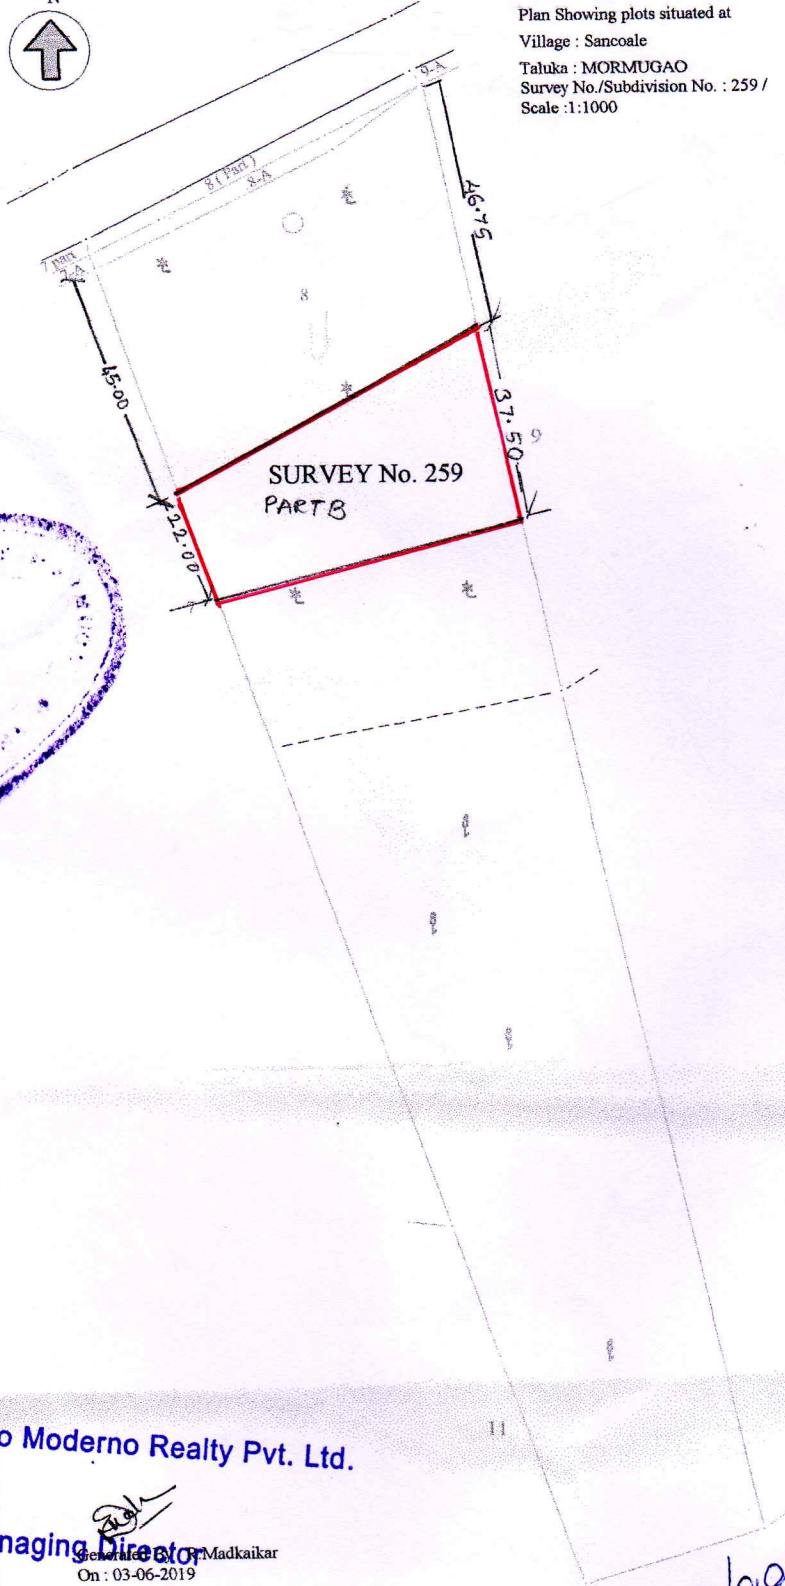 N
Plan Showing plots situated at
Village : Sancoale
Taluka : MORMUGAO
Survey No./Subdivision No. : 259 /
Scale :1:1000
9-A
8 ( Part )
8-A
7 part
7-A
46.75
8
45.00
37.50
9
SURVEY No. 259
PART B
22.00
7
11
o Moderno Realty Pvt. Ltd.
naging Director
Generated By : R.Madkaikar
On : 03-06-2019